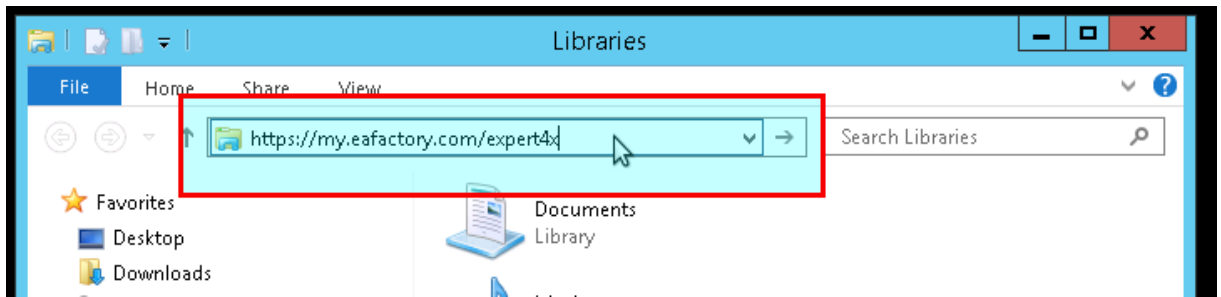 Libraries
File Home Share View
https://my.eafactory.com/expert4x
Search Libraries
Favorites
Documents
Library
Desktop
Downloads